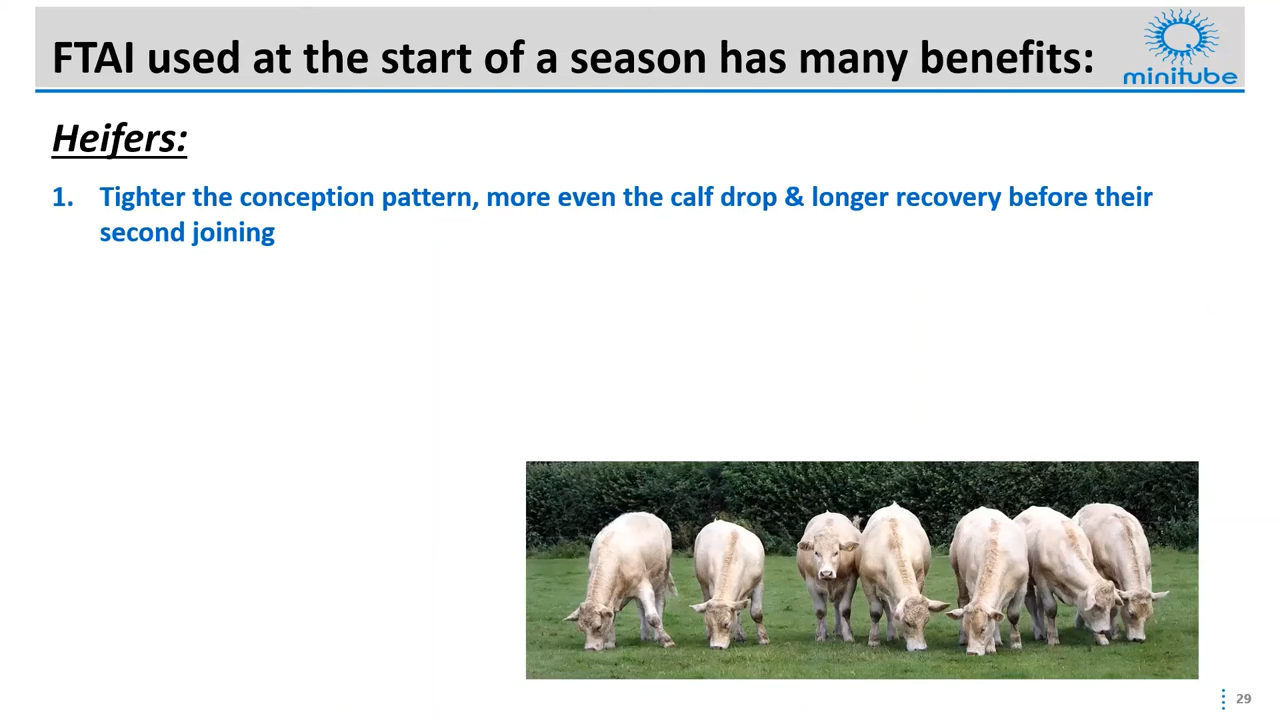 FTAI used at the start of a season has many benefits:
minitube
Heifers:
1. Tighter the conception pattern, more even the calf drop & longer recovery before their
second joining
29